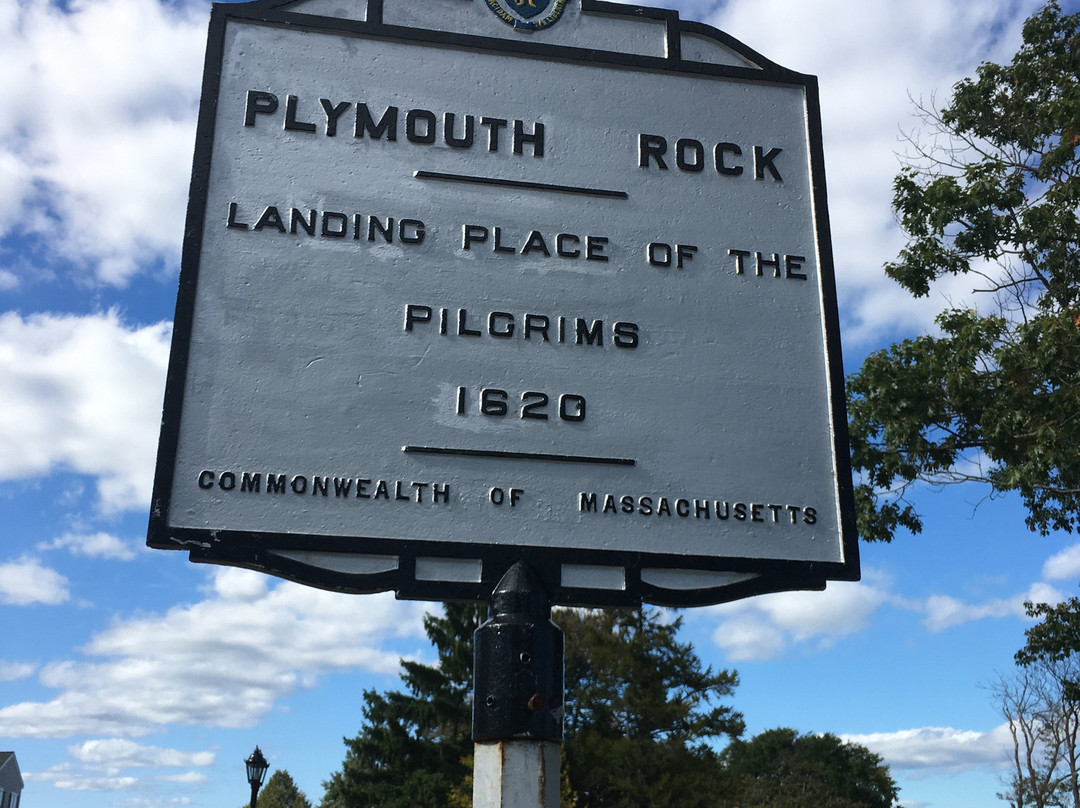 PLYMOUTH ROCK
LANDING PLACE OF THE
PILGRIMS
1620
COMMONWEALTH OF MASSACHUSETTS